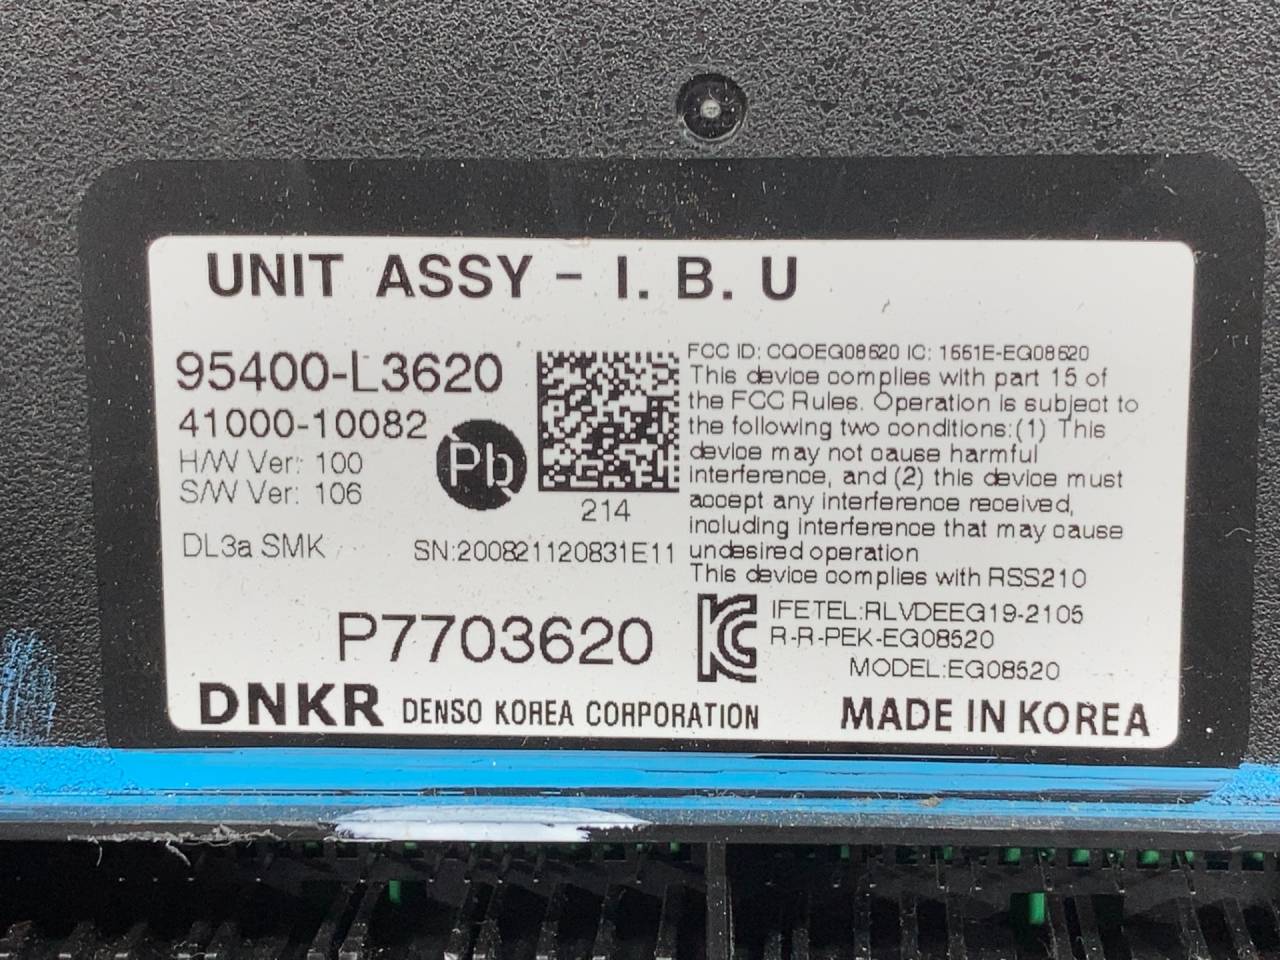 UNIT ASSY - I. B. U
95400-L3620
41000-10082
H/W Ver: 100
S/W Ver: 106
Pb
214
DL3a SMK
SN:200821120831E11
FCC ID: CQOEG08520 IC: 1551E-EG08520
This device complies with part 15 of
the FCC Rules. Operation is subject to
the following two conditions:(1) This
device may not cause harmful
interference, and (2) this device must
accept any interference received,
including interference that may cause
undesired operation
This device complies with RSS210
P7703620
IFETEL:RLVDEEG19-2105
R-R-PEK-EG08520
MODEL:EG08520
DNKR DENSO KOREA CORPORATION
MADE IN KOREA